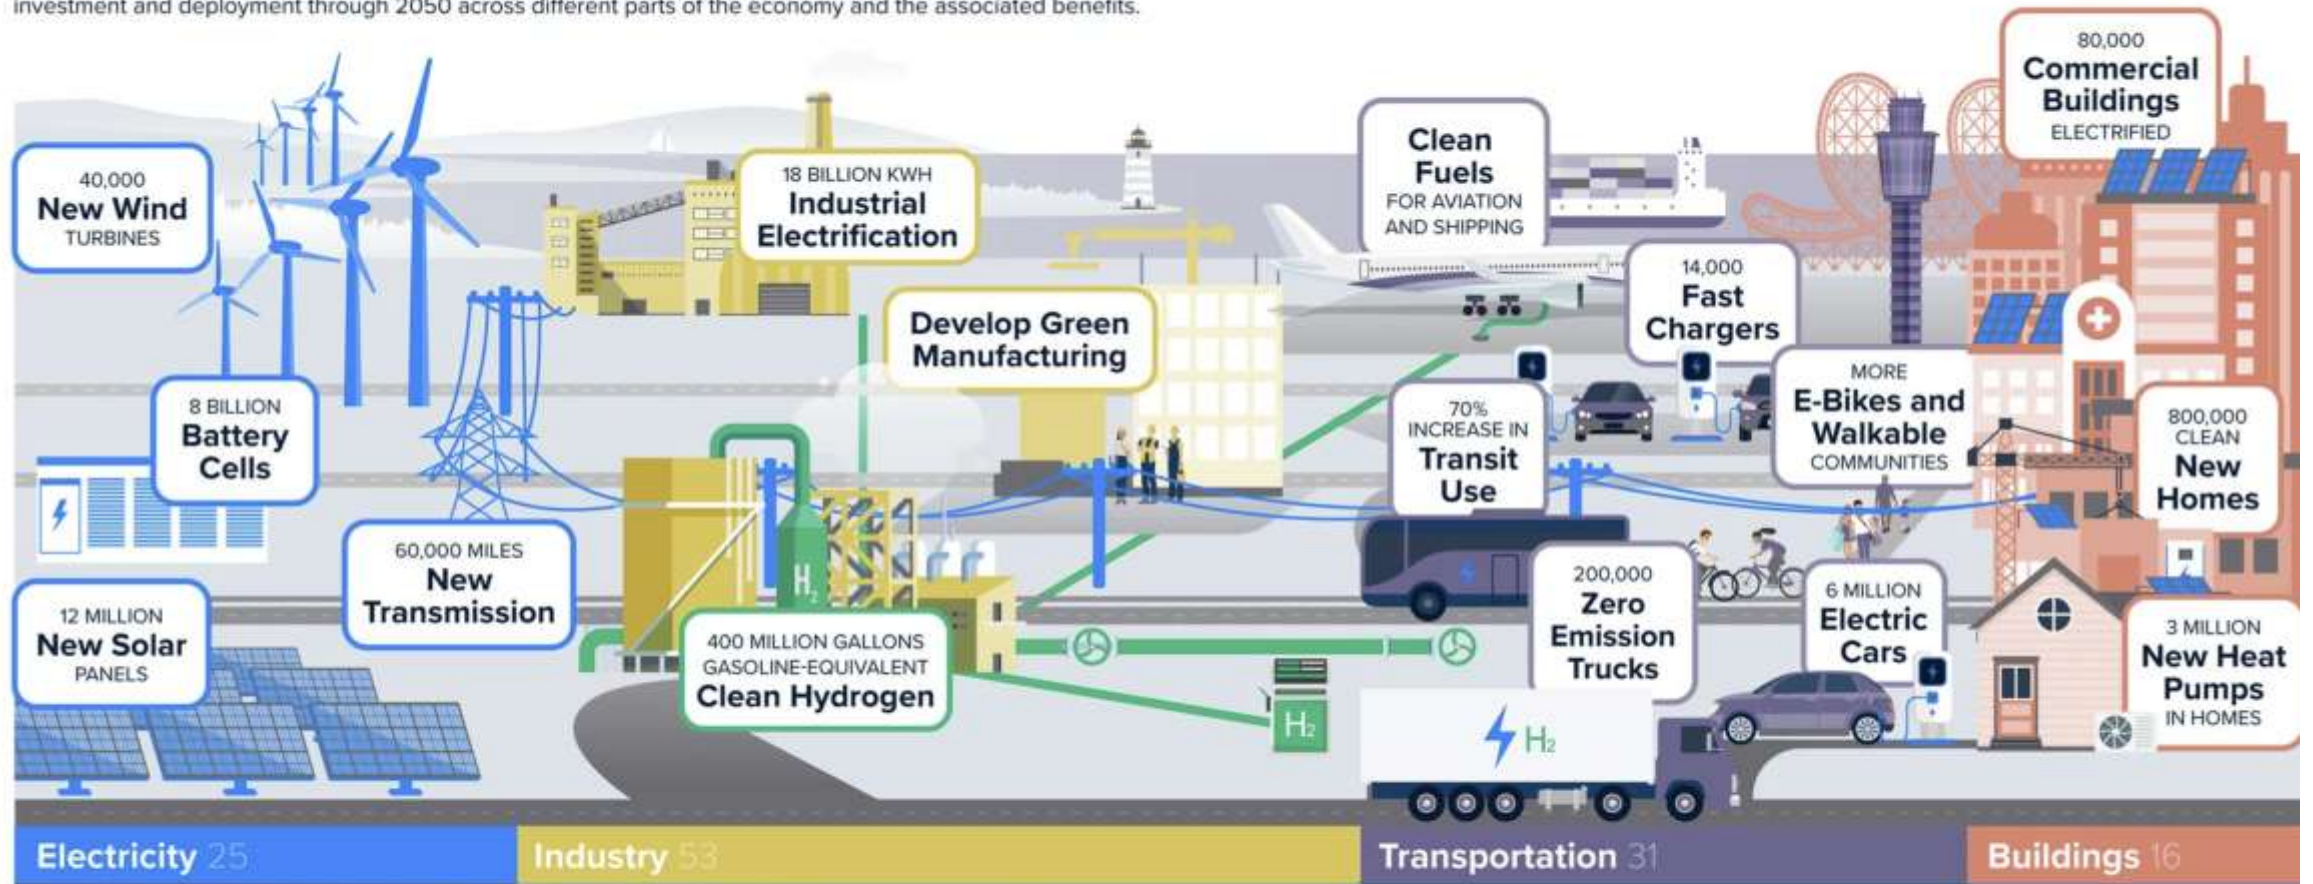 investment and deployment through 2050 across different parts of the economy and the associated benefits.
40,000
New Wind
TURBINES
8 BILLION
Battery
Cells
12 MILLION
New Solar
PANELS
60,000 MILES
New
Transmission
18 BILLION KWH
Industrial
Electrification
Develop Green
Manufacturing
H2
400 MILLION GALLONS
GASOLINE-EQUIVALENT
Clean Hydrogen
H2
Clean
Fuels
FOR AVIATION
AND SHIPPING
14,000
Fast
Chargers
70%
INCREASE IN
Transit
Use
MORE
E-Bikes and
Walkable
COMMUNITIES
200,000
Zero
Emission
Trucks
6 MILLION
Electric
Cars
H2
80,000
Commercial
Buildings
ELECTRIFIED
800,000
CLEAN
New
Homes
3 MILLION
New Heat
Pumps
IN HOMES
Electricity 25
Industry 53
Transportation 31
Buildings 16